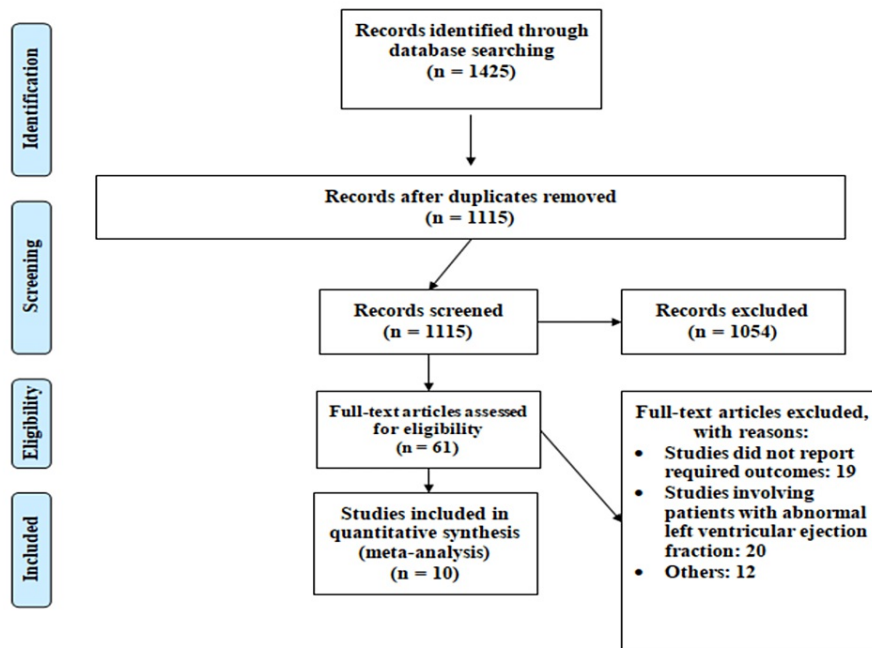 Identification
Records identified through
database searching
(n = 1425)
Records after duplicates removed
(n = 1115)
Screening
Records screened
(n = 1115)
Records excluded
(n = 1054)
Eligibility
Full-text articles assessed
for eligibility
(n = 61)
Full-text articles excluded,
with reasons:
• Studies did not report
required outcomes: 19
• Studies involving
patients with abnormal
left ventricular ejection
fraction: 20
• Others: 12
Included
Studies included in
quantitative synthesis
(meta-analysis)
(n = 10)